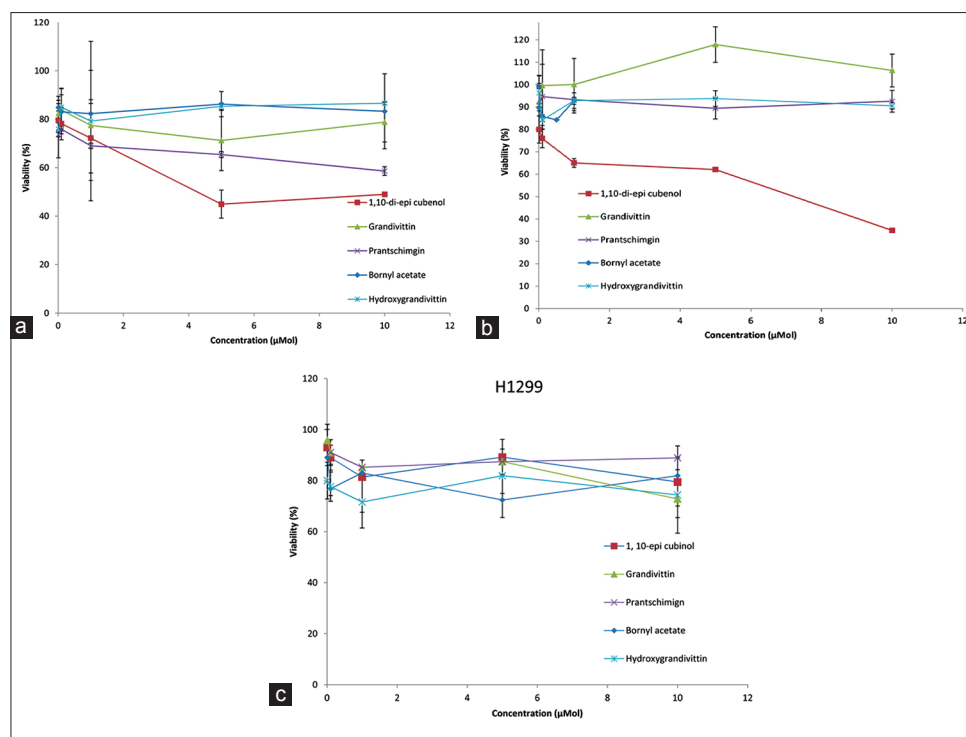 120
100
80
60
40
20
0
Viability (%)
0 2 4 6 8 10 12
Concentration (μMol)
1,10-di-epi cubenol
Grandivittin
Prantschimgin
Bornyl acetate
Hydroxygrandivittin
a
120
110
100
90
80
70
60
50
40
30
20
10
0
Viability (%)
0 2 4 6 8 10 12
Concentration (μMol)
1,10-di-epi cubenol
Grandivittin
Prantschimgin
Bornyl acetate
Hydroxygrandivittin
b
H1299
120
100
80
60
40
20
0
Viability (%)
0 2 4 6 8 10 12
Concentration (μMol)
1, 10-epi cubinol
Grandivittin
Prantschimign
Bornyl acetate
Hydroxygrandivittin
c